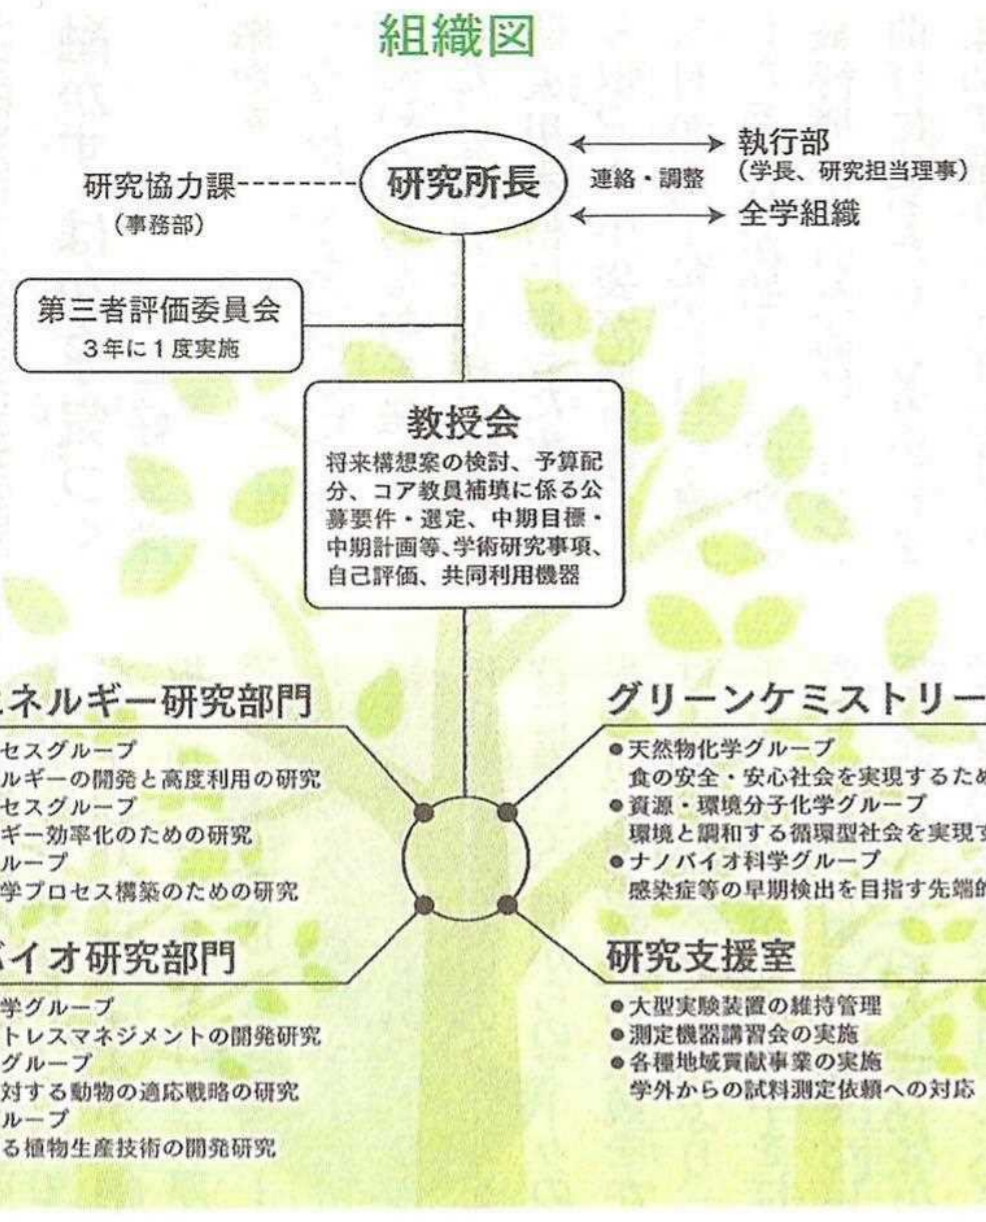 組織図
研究協力課
(事務部)
研究所長
連絡・調整
執行部
(学長、研究担当理事)
全学組織
第三者評価委員会
3年に1度実施
教授会
将来構想案の検討、予算配
分、コア教員補填に係る公
募要件・選定、中期目標・
中期計画等、学術研究事項、
自己評価、共同利用機器
ネルギー研究部門
セスグループ
ルギーの開発と高度利用の研究
セスグループ
ギー効率化のための研究
ループ
学プロセス構築のための研究
グリーンケミストリー
●天然物化学グループ
食の安全・安心社会を実現するため
●資源・環境分子化学グループ
環境と調和する循環型社会を実現す
●ナノバイオ科学グループ
感染症等の早期検出を目指す先端的
バイオ研究部門
学グループ
トレスマネジメントの開発研究
グループ
対する動物の適応戦略の研究
ループ
る植物生産技術の開発研究
研究支援室
●大型実験装置の維持管理
●測定機器講習会の実施
●各種地域貢献事業の実施
学外からの試料測定依頼への対応